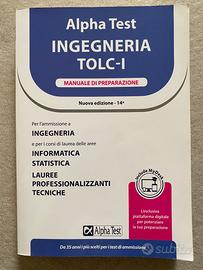 Alpha Test
INGEGNERIA
TOLC-I
MANUALE DI PREPARAZIONE
Nuova edizione - 14ª
Per l'ammissione a
INGEGNERIA
e per i corsi di laurea delle aree
INFORMATICA
STATISTICA
LAUREE
PROFESSIONALIZZANTI
TECNICHE
L'esclusiva
piattaforma digitale
per potenziare
la tua preparazione
Alpha Test
Da 35 anni i più scelti per i test di ammissione
subito